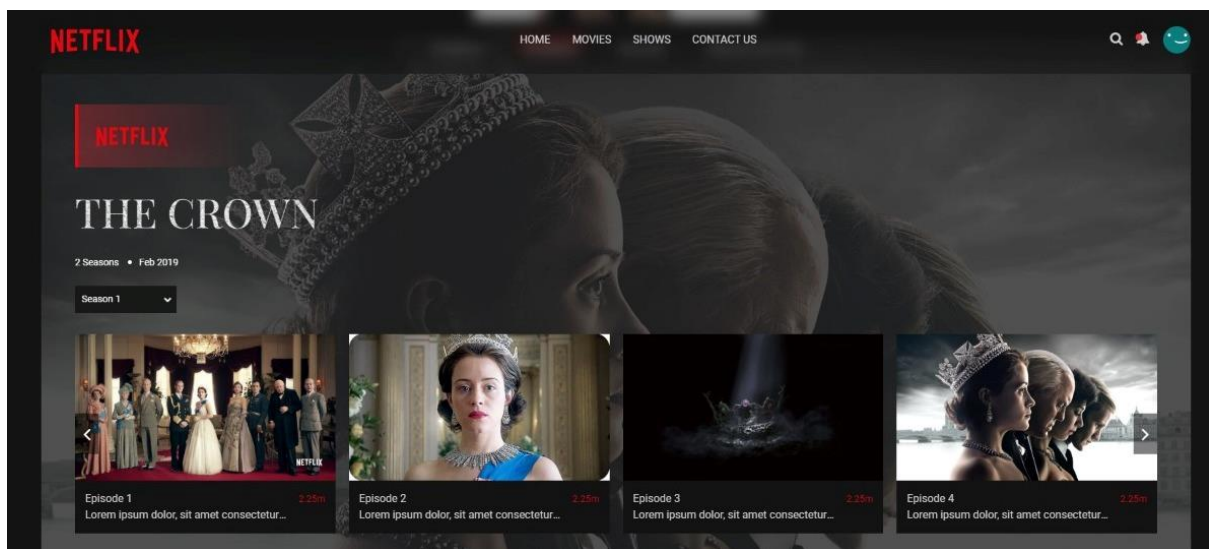 NETFLIX
HOME MOVIES SHOWS CONTACT US
NETFLIX
THE CROWN
2 Seasons • Feb 2019
Season 1
NETFLIX
Episode 1 2.25m
Lorem ipsum dolor, sit amet consectetur...
Episode 2 2.25m
Lorem ipsum dolor, sit amet consectetur...
Episode 3 2.25m
Lorem ipsum dolor, sit amet consectetur...
Episode 4 2.25m
Lorem ipsum dolor, sit amet consectetur...